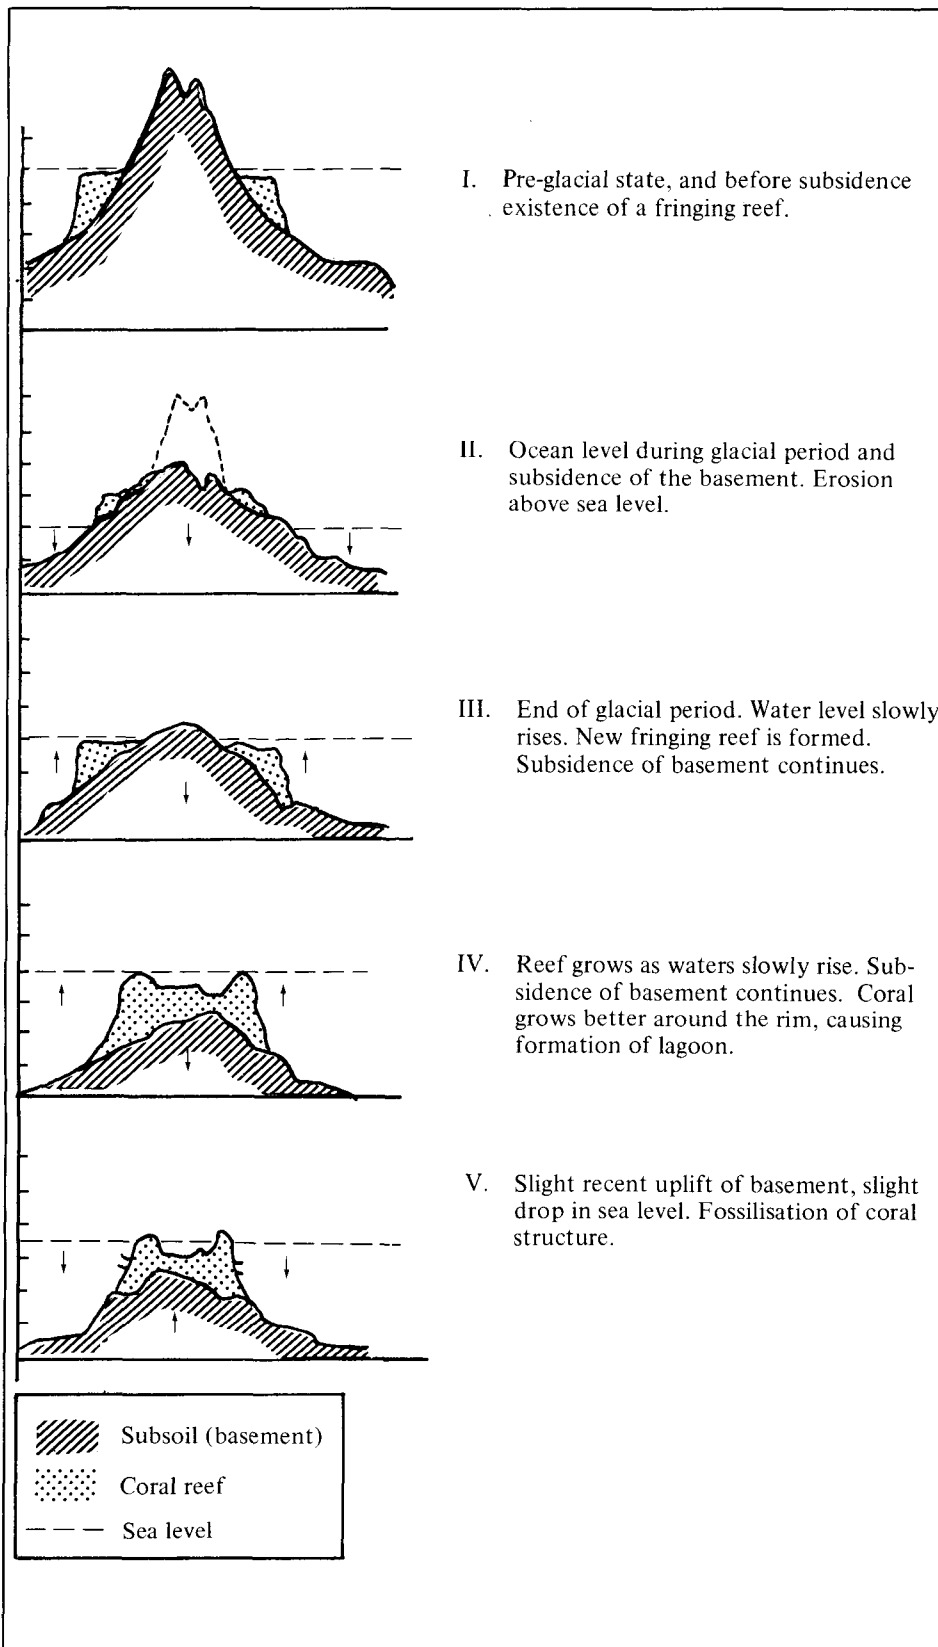 I. Pre-glacial state, and before subsidence
existence of a fringing reef.
II. Ocean level during glacial period and
subsidence of the basement. Erosion
above sea level.
III. End of glacial period. Water level slowly
rises. New fringing reef is formed.
Subsidence of basement continues.
IV. Reef grows as waters slowly rise. Sub-
sidence of basement continues. Coral
grows better around the rim, causing
formation of lagoon.
V. Slight recent uplift of basement, slight
drop in sea level. Fossilisation of coral
structure.
Subsoil (basement)
Coral reef
Sea level